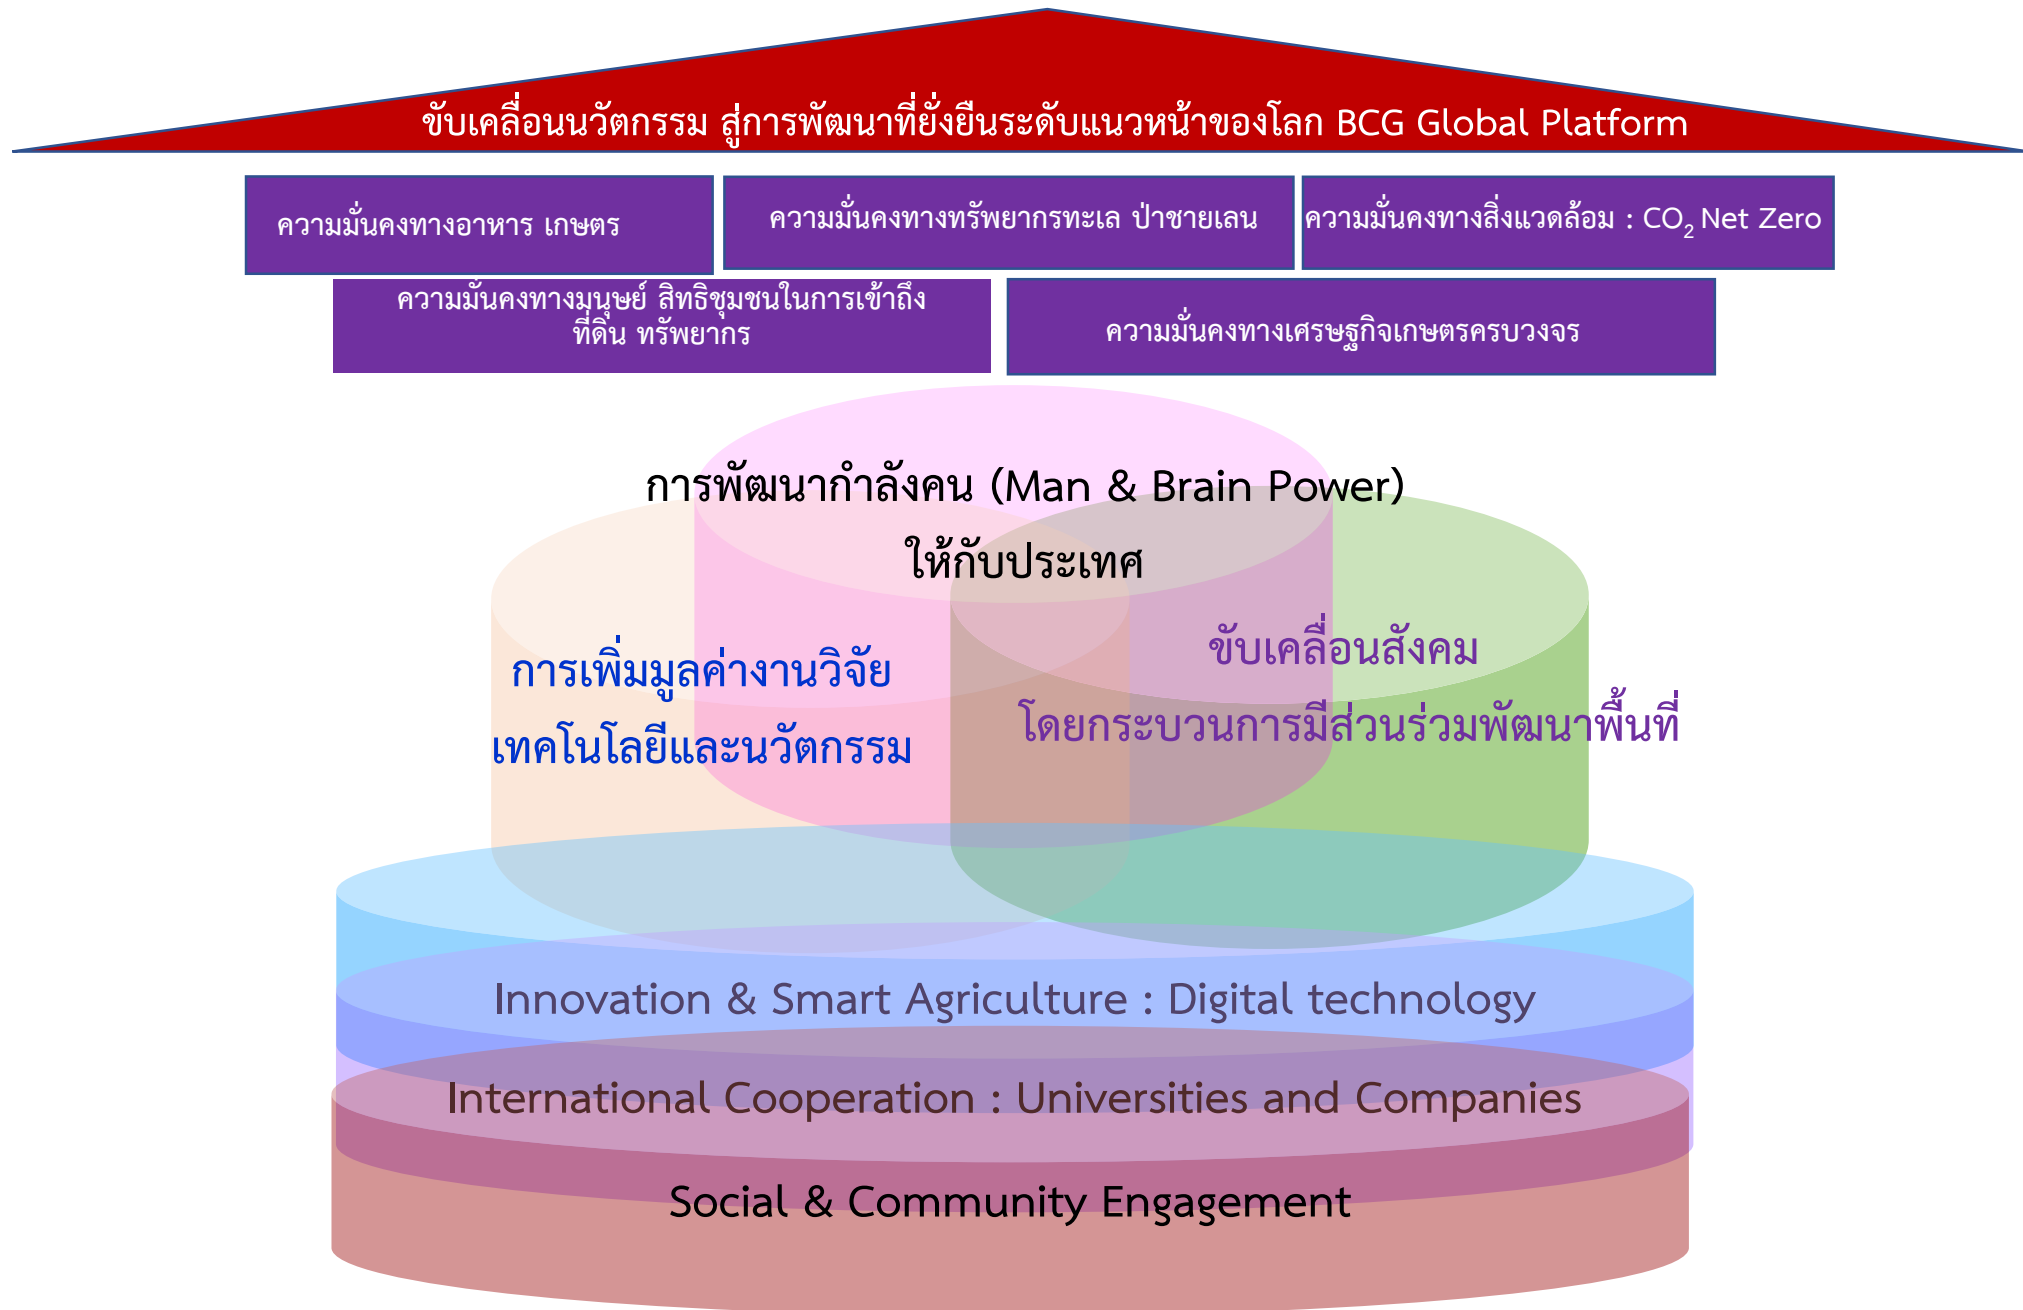 ขับเคลื่อนนวัตกรรม สู่การพัฒนาที่ยั่งยืนระดับแนวหน้าของโลก BCG Global Platform
ความมั่นคงทางอาหาร เกษตร
ความมั่นคงทางทรัพยากรทะเล ป่าชายเลน
ความมั่นคงทางสิ่งแวดล้อม : CO₂ Net Zero
ความมั่นคงทางมนุษย์ สิทธิชุมชนในการเข้าถึง
ที่ดิน ทรัพยากร
ความมั่นคงทางเศรษฐกิจเกษตรครบวงจร
การพัฒนากำลังคน (Man & Brain Power)
ให้กับประเทศ
การเพิ่มมูลค่างานวิจัย
เทคโนโลยีและนวัตกรรม
ขับเคลื่อนสังคม
โดยกระบวนการมีส่วนร่วมพัฒนาพื้นที่
Innovation & Smart Agriculture : Digital technology
International Cooperation : Universities and Companies
Social & Community Engagement